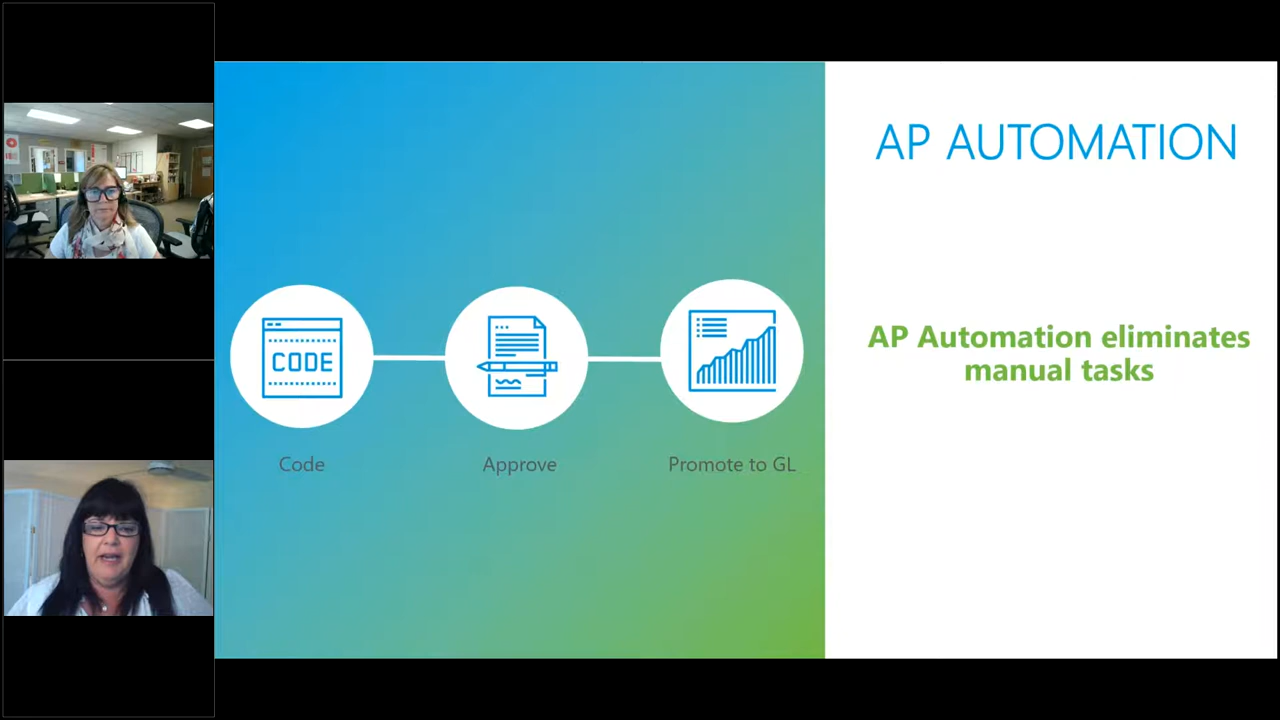 AP AUTOMATION
CODE
AP Automation eliminates
manual tasks
Code
Approve
Promote to GL